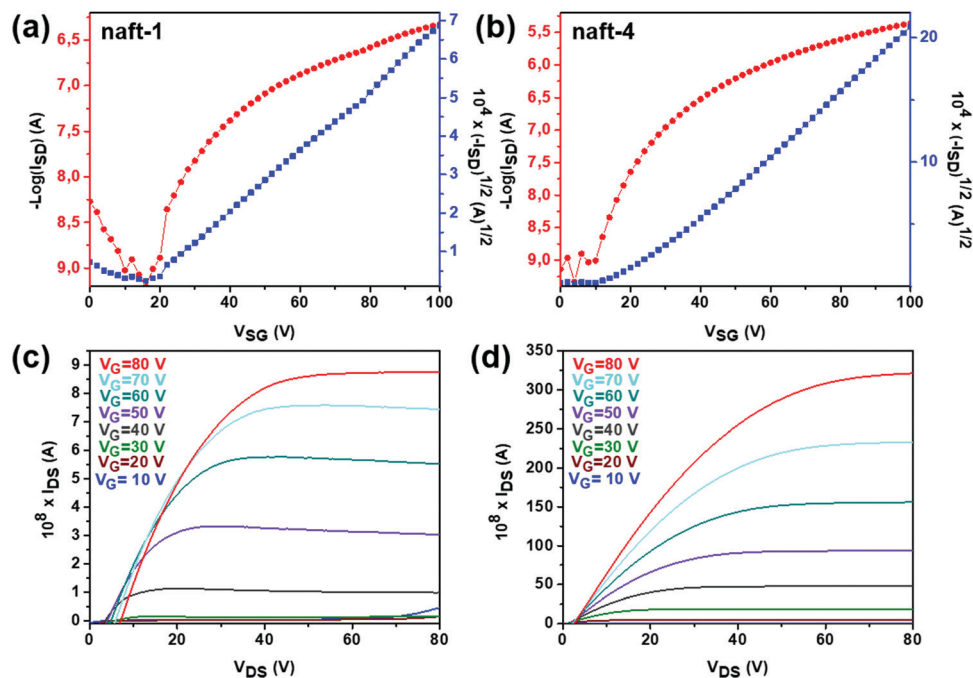 (a)
naft-1
-Log(I_SD) (A)
6,5
7,0
7,5
8,0
8,5
9,0
7
6
5
4
3
2
1
10^4 x (-I_SD)^1/2 (A)^1/2
0 20 40 60 80 100
V_SG (V)
(b)
naft-4
-Log(I_SD) (A)
5,5
6,0
6,5
7,0
7,5
8,0
8,5
9,0
20
10
10^4 x (-I_SD)^1/2 (A)^1/2
0 20 40 60 80 100
V_SG (V)
(c)
10^8 x I_DS (A)
9
8
7
6
5
4
3
2
1
0
V_G=80 V
V_G=70 V
V_G=60 V
V_G=50 V
V_G=40 V
V_G=30 V
V_G=20 V
V_G= 10 V
0 20 40 60 80
V_DS (V)
(d)
10^8 x I_DS (A)
350
300
250
200
150
100
50
0
V_G=80 V
V_G=70 V
V_G=60 V
V_G=50 V
V_G=40 V
V_G=30 V
V_G=20 V
V_G= 10 V
0 20 40 60 80
V_DS (V)